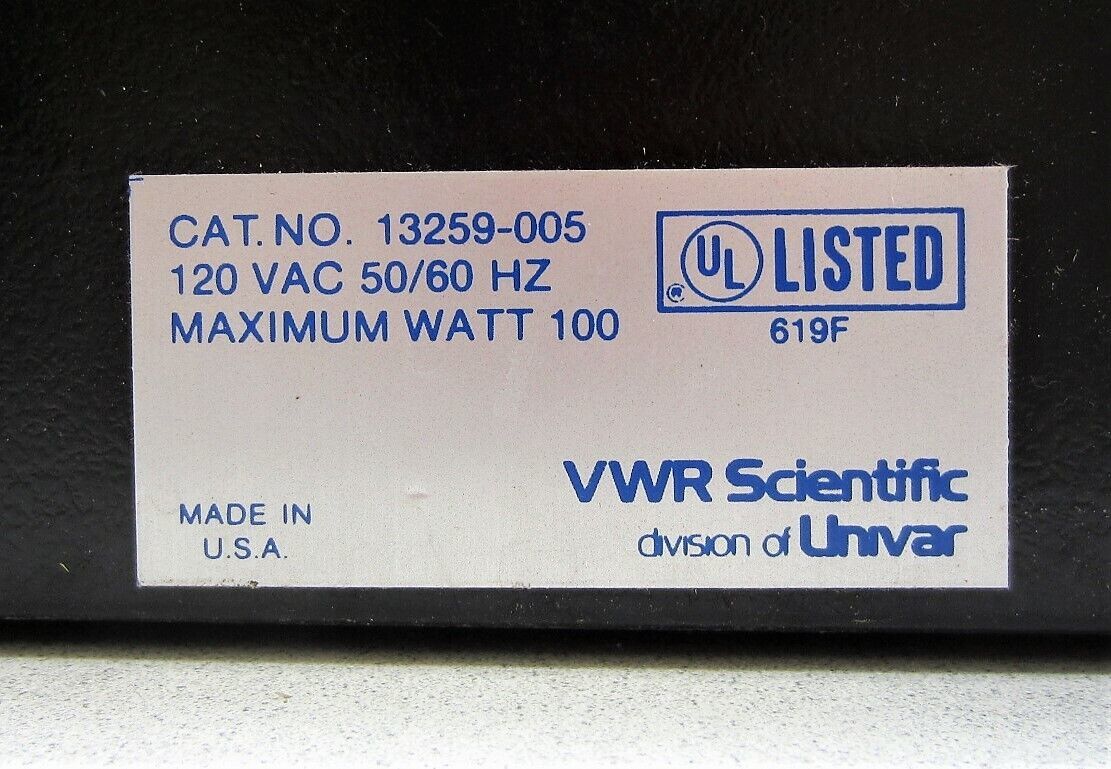 CAT. NO. 13259-005
120 VAC 50/60 HZ
MAXIMUM WATT 100
UL LISTED
®
619F
VWR Scientific
division of Univar
MADE IN
U.S.A.